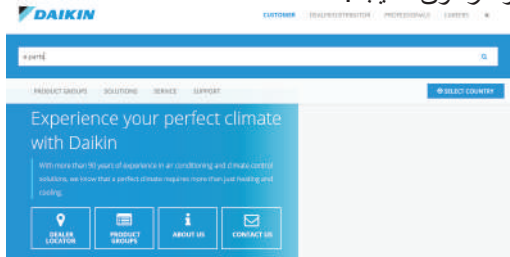 DAIKIN
CUSTOMER DEALER/DISTRIBUTOR PROFESSIONALS CAREERS
e parts
PRODUCT GROUPS SOLUTIONS SERVICE SUPPORT
SELECT COUNTRY
Experience your perfect climate
with Daikin
With more than 90 years of experience in air conditioning and climate control
solutions, we know that a perfect climate requires more than just heating and
cooling.
DEALER
LOCATOR
PRODUCT
GROUPS
ABOUT US
CONTACT US